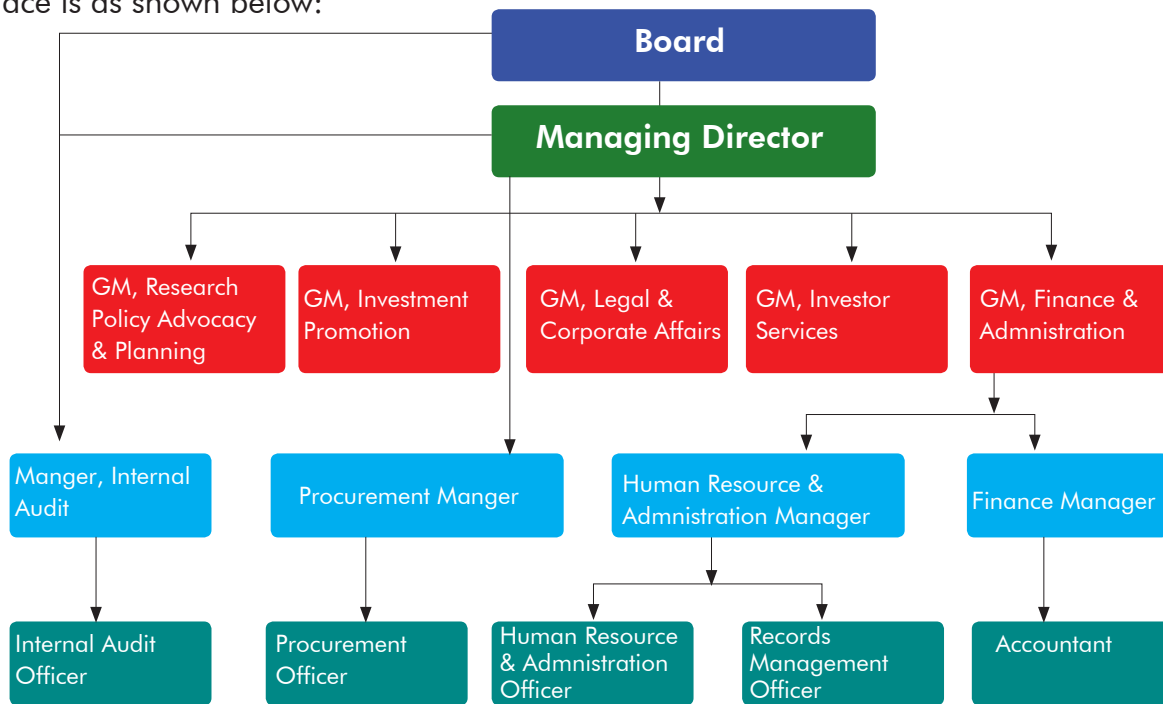 ace is as shown below:
Board
Managing Director
GM, Research
Policy Advocacy
& Planning
GM, Investment
Promotion
GM, Legal &
Corporate Affairs
GM, Investor
Services
GM, Finance &
Admnistration
Manger, Internal
Audit
Procurement Manger
Human Resource &
Admnistration Manager
Finance Manager
Internal Audit
Officer
Procurement
Officer
Human Resource
& Admnistration
Officer
Records
Management
Officer
Accountant